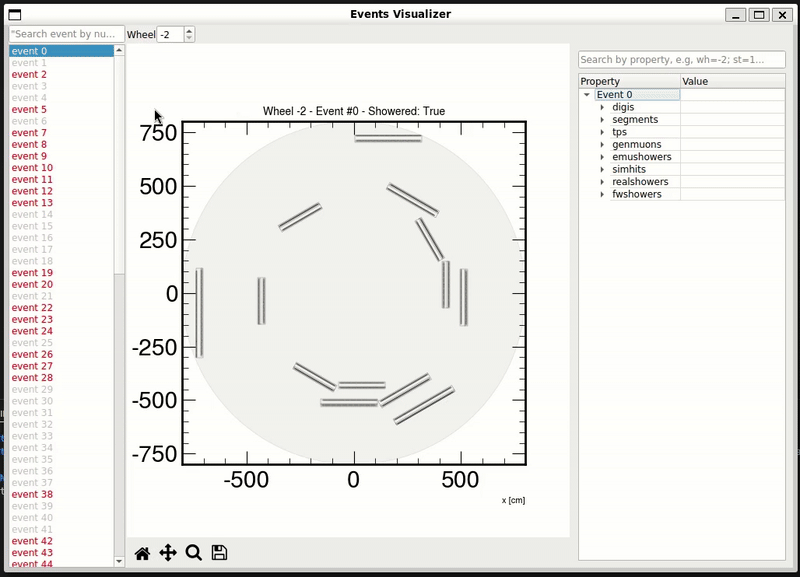 Events Visualizer
"Search event by nu...
Wheel -2
Search by property, e.g, wh=-2; st=1...
event 0
event 1
event 2
event 3
event 4
event 5
event 6
event 7
event 8
event 9
event 10
event 11
event 12
event 13
event 14
event 15
event 16
event 17
event 18
event 19
event 20
event 21
event 22
event 23
event 24
event 25
event 26
event 27
event 28
event 29
event 30
event 31
event 32
event 33
event 34
event 35
event 36
event 37
event 38
event 39
event 40
event 41
event 42
event 43
event 44
Wheel -2 - Event #0 - Showered: True
750
500
250
0
-250
-500
-750
-500 0 500
x [cm]
Property Value
Event 0
digis
segments
tps
genmuons
emushowers
simhits
realshowers
fwshowers